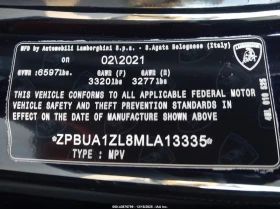 MFD by Automobili Lamborghini S.p.a. - S.Agata Bolognese (Italy)
on 02\2021
GVWR :6597lbs GAWR (F) GAWR (R)
3320lbs 3277lbs
THIS VEHICLE CONFORMS TO ALL APPLICABLE FEDERAL MOTOR
VEHICLE SAFETY AND THEFT PREVENTION STANDARDS IN
EFFECT ON THE DATE OF MANUFACTURE SHOWN ABOVE.
*ZPBUA1ZL8MLA13335*
TYPE : MPV